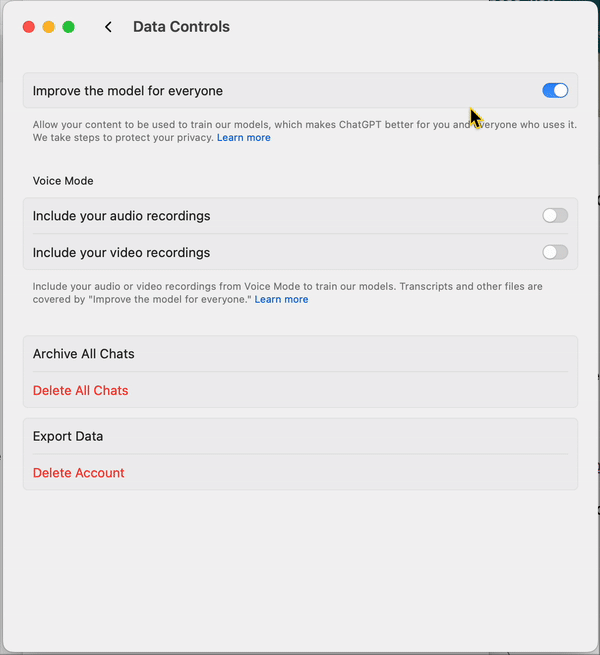 Data Controls
Improve the model for everyone
Allow your content to be used to train our models, which makes ChatGPT better for you and everyone who uses it.
We take steps to protect your privacy. Learn more
Voice Mode
Include your audio recordings
Include your video recordings
Include your audio or video recordings from Voice Mode to train our models. Transcripts and other files are
covered by "Improve the model for everyone." Learn more
Archive All Chats
Delete All Chats
Export Data
Delete Account